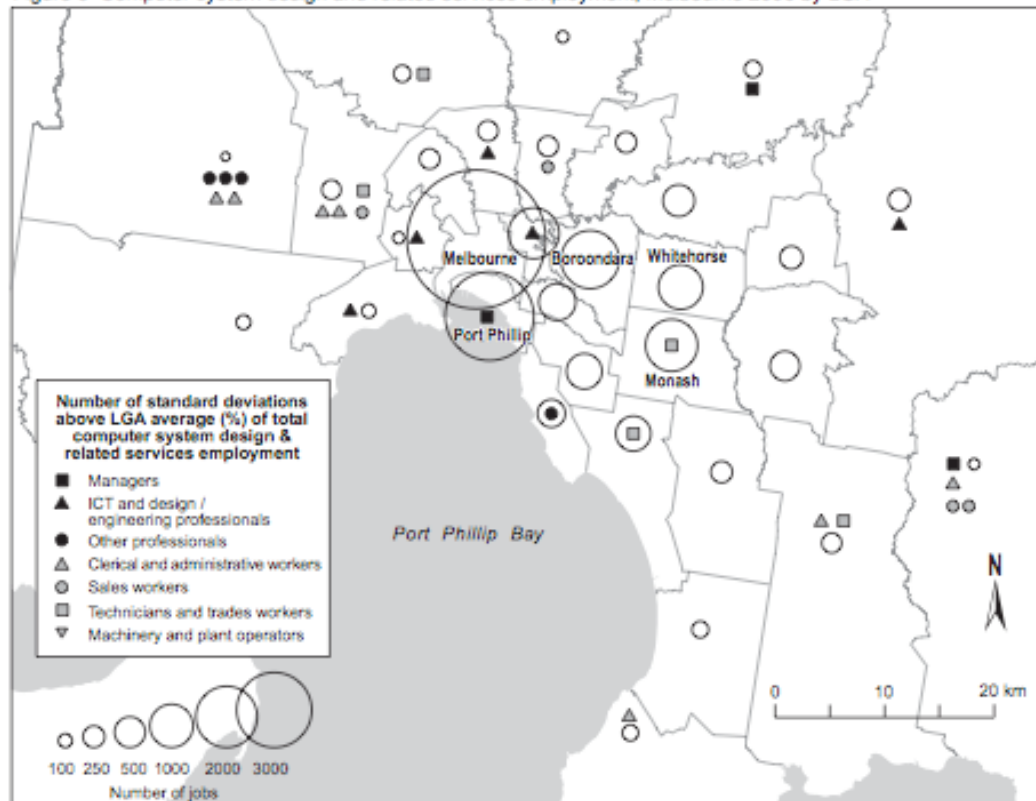 Melbourne
Boroondara
Whitehorse
Port Phillip
Monash
Number of standard deviations
above LGA average (%) of total
computer system design &
related services employment
Managers
ICT and design /
engineering professionals
Other professionals
Clerical and administrative workers
Sales workers
Technicians and trades workers
Machinery and plant operators
Port Phillip Bay
N
0 10 20 km
100 250 500 1000 2000 3000
Number of jobs